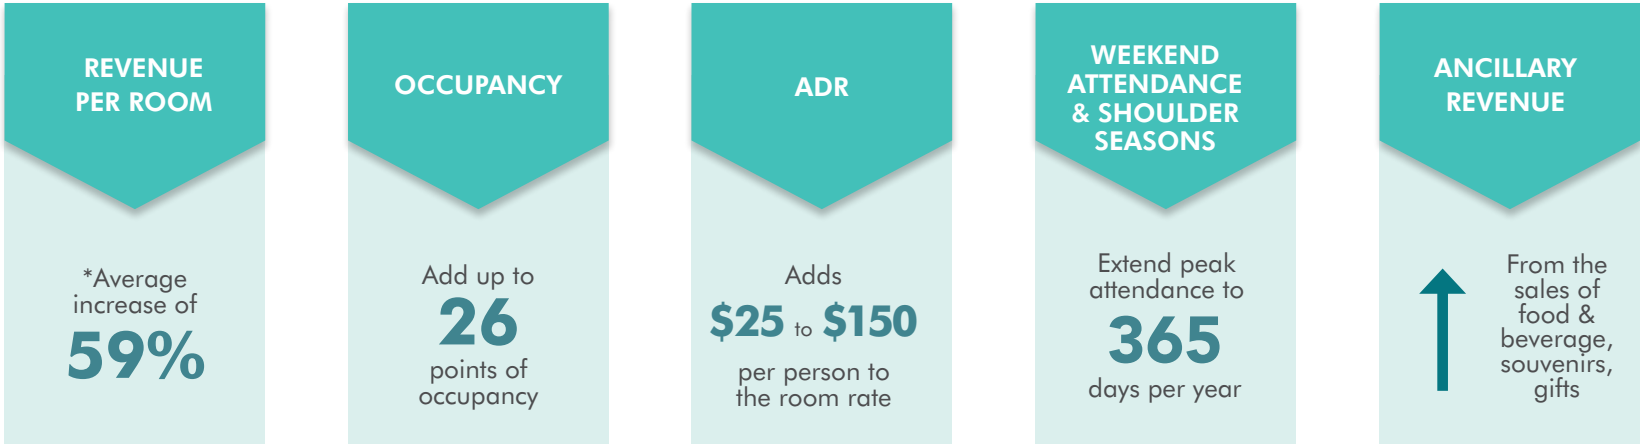 REVENUE
PER ROOM
*Average
increase of
59%
OCCUPANCY
Add up to
26
points of
occupancy
ADR
Adds
$25 to $150
per person to
the room rate
WEEKEND
ATTENDANCE
& SHOULDER
SEASONS
Extend peak
attendance to
365
days per year
ANCILLARY
REVENUE
From the
sales of
food &
beverage,
souvenirs,
gifts